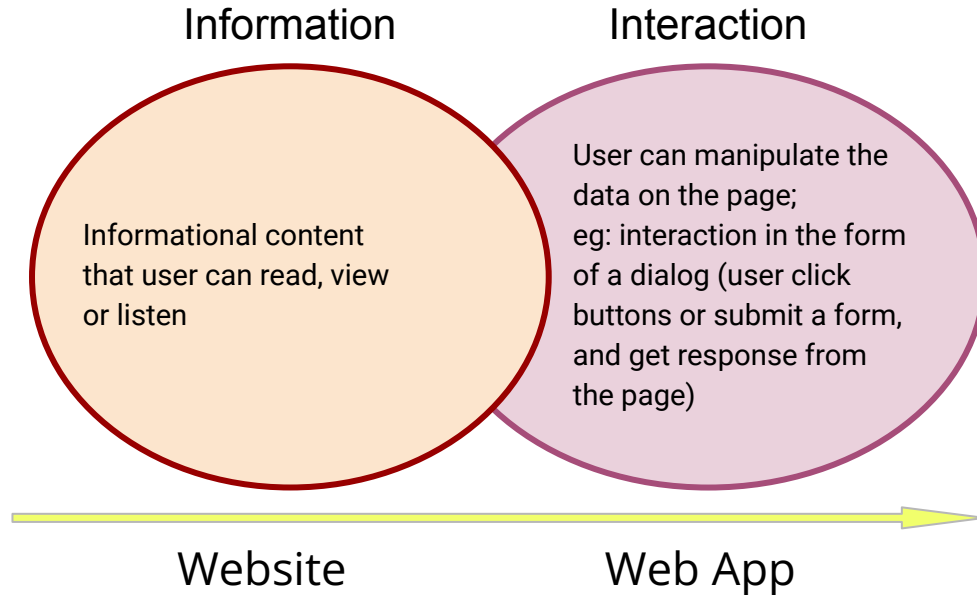 Information
Interaction
Informational content
that user can read, view
or listen
User can manipulate the
data on the page;
eg: interaction in the form
of a dialog (user click
buttons or submit a form,
and get response from
the page)
Website
Web App